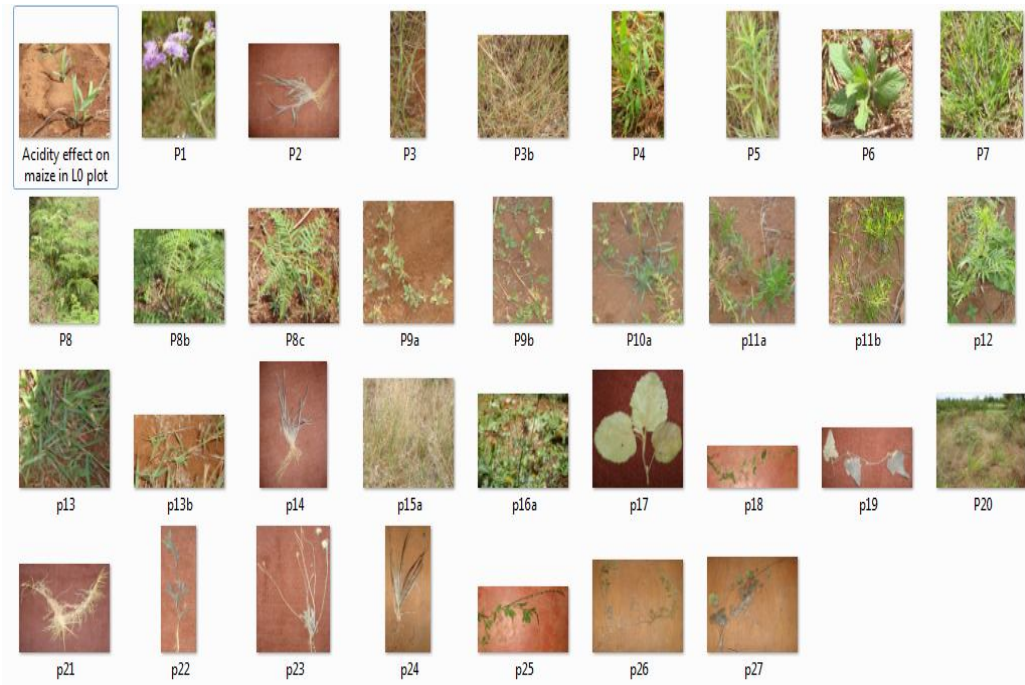 Acidity effect on
maize in L0 plot
P1
P2
P3
P3b
P4
P5
P6
P7
P8
P8b
P8c
P9a
P9b
P10a
p11a
p11b
p12
p13
p13b
p14
p15a
p16a
p17
p18
p19
P20
p21
p22
p23
p24
p25
p26
p27